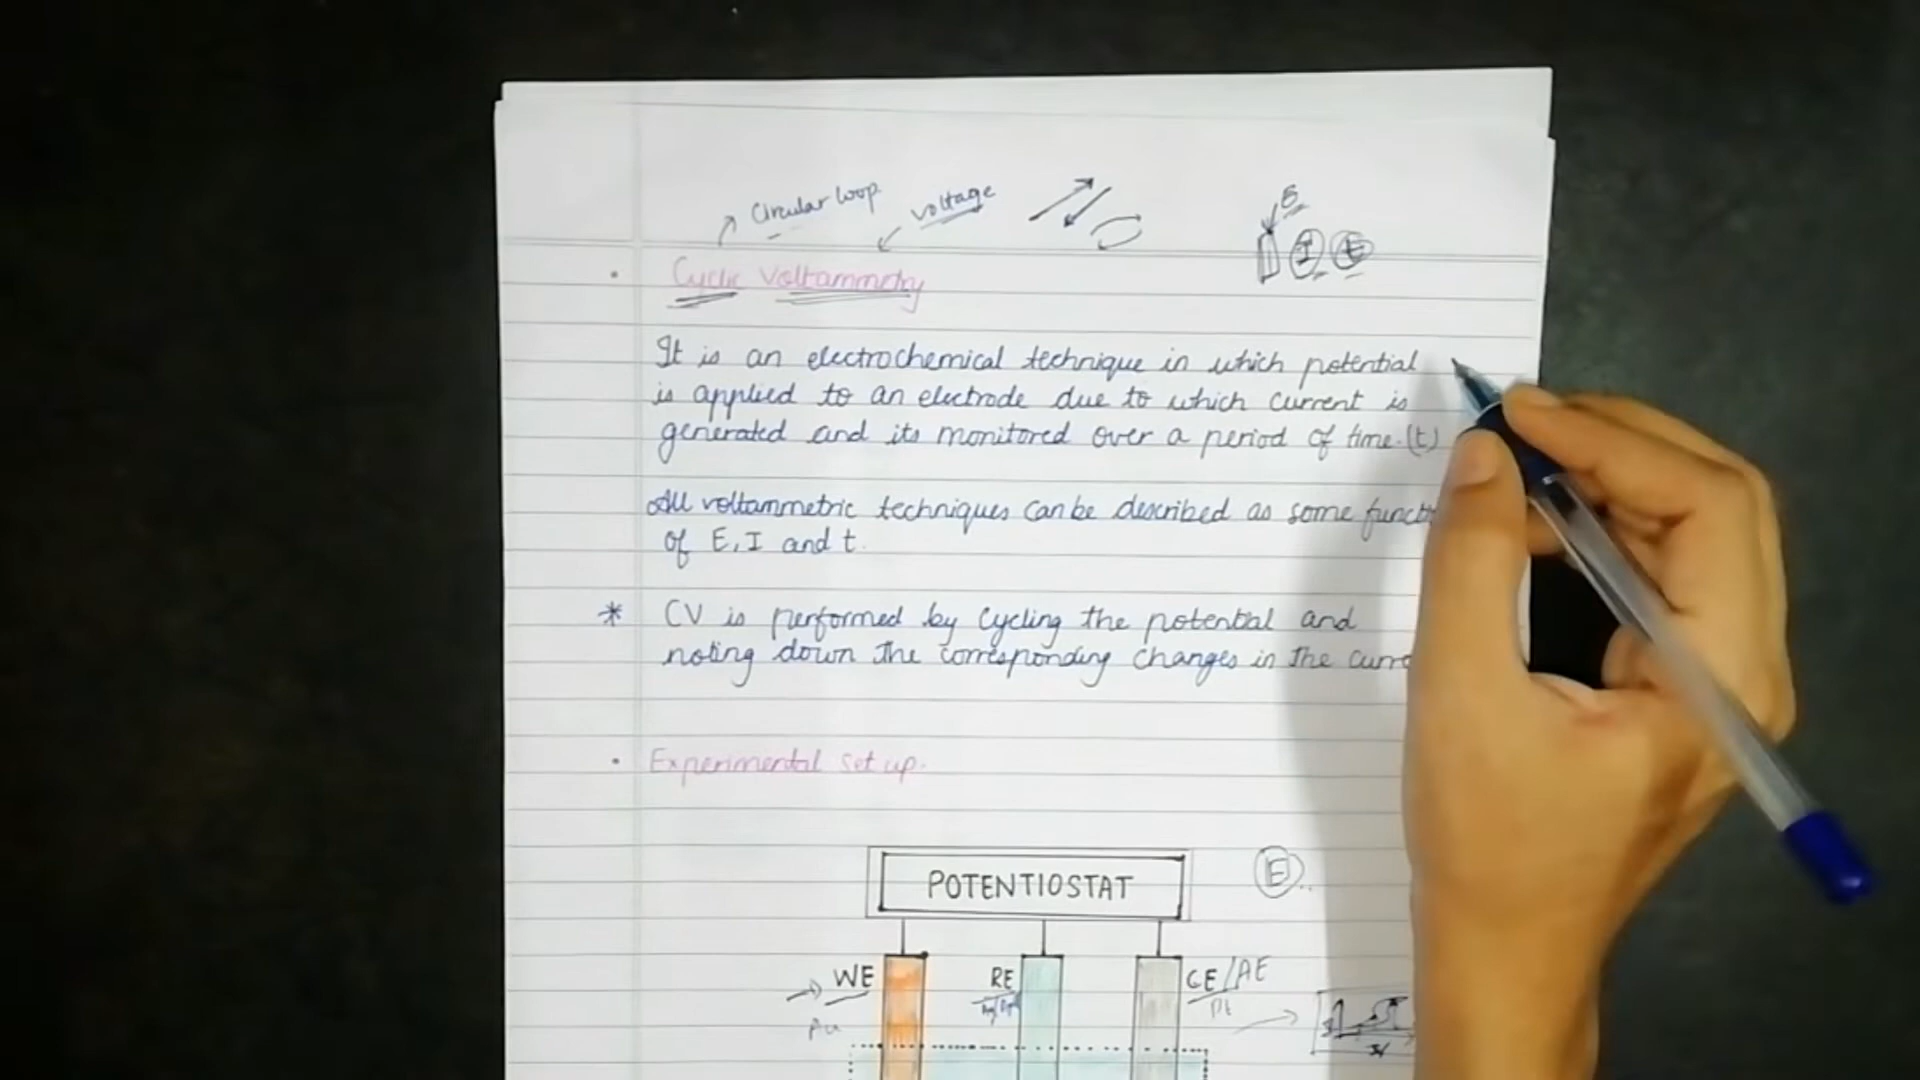 Circular loop
voltage
E
I t
Cyclic Voltammetry
It is an electrochemical technique in which potential
is applied to an electrode due to which current is
generated and its monitored over a period of time. (t)
All voltammetric techniques can be described as some functi
of E, I and t.
* CV is performed by cycling the potential and
noting down the corresponding changes in the curre
Experimental set up.
POTENTIOSTAT
E
WE RE CE/AE
Au Pt